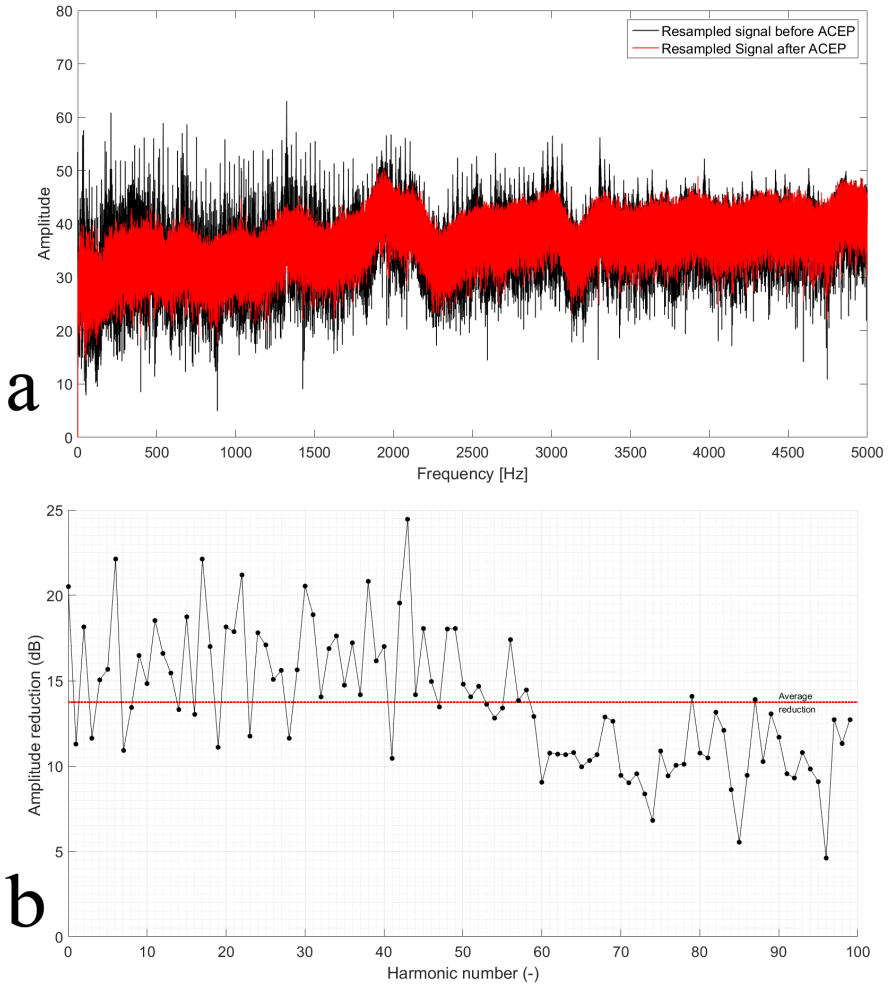 80
70
60
50
40
30
20
10
0
Amplitude
Resampled signal before ACEP
Resampled Signal after ACEP
0 500 1000 1500 2000 2500 3000 3500 4000 4500 5000
Frequency [Hz]
a
25
20
15
10
5
0
Amplitude reduction (dB)
Average
reduction
0 10 20 30 40 50 60 70 80 90 100
Harmonic number (-)
b